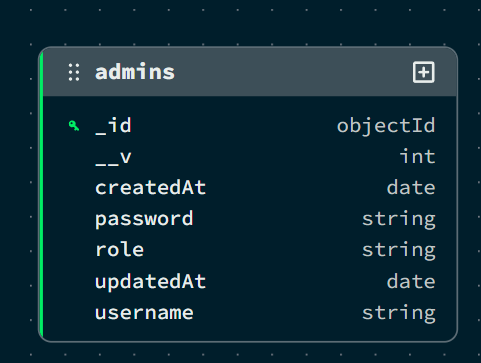 admins
_id objectId
__v int
createdAt date
password string
role string
updatedAt date
username string